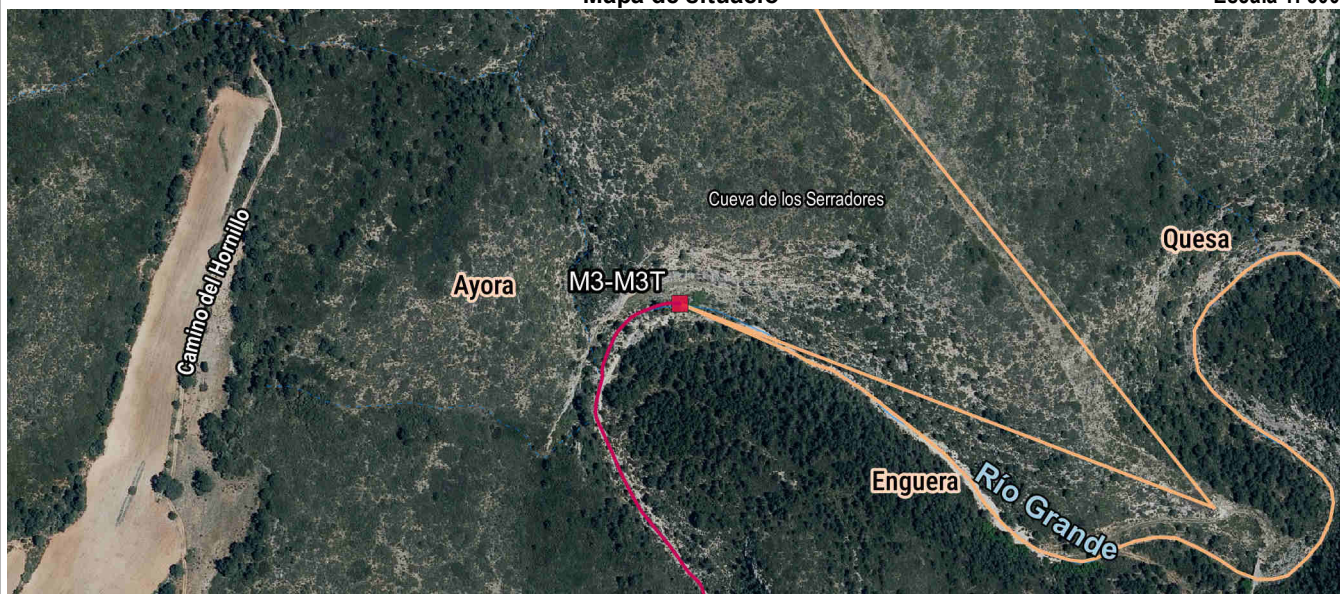 Cueva de los Serradores
Quesa
Camino del Hornillo
Ayora
M3-M3T
Enguera
Río Grande